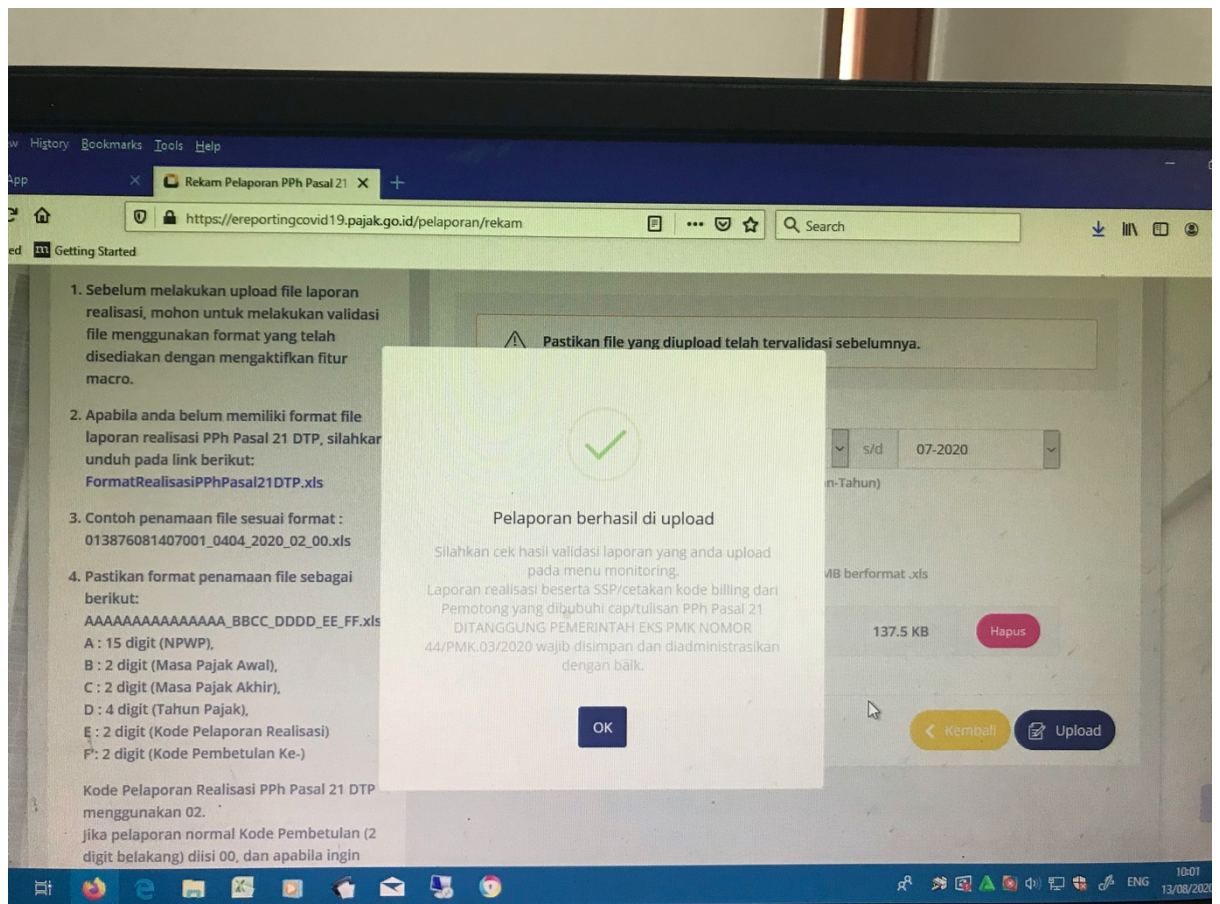 History Bookmarks Tools Help
Rekam Pelaporan PPh Pasal 21
https://ereportingcovid19.pajak.go.id/pelaporan/rekam
Search
Getting Started
1. Sebelum melakukan upload file laporan
realisasi, mohon untuk melakukan validasi
file menggunakan format yang telah
disediakan dengan mengaktifkan fitur
macro.
2. Apabila anda belum memiliki format file
laporan realisasi PPh Pasal 21 DTP, silahkan
unduh pada link berikut:
FormatRealisasiPPhPasal21DTP.xls
3. Contoh penamaan file sesuai format :
013876081407001_0404_2020_02_00.xls
4. Pastikan format penamaan file sebagai
berikut:
AAAAAAAAAAAAAAA_BBCC_DDDD_EE_FF.xls
A : 15 digit (NPWP),
B : 2 digit (Masa Pajak Awal),
C : 2 digit (Masa Pajak Akhir),
D : 4 digit (Tahun Pajak),
E : 2 digit (Kode Pelaporan Realisasi)
F : 2 digit (Kode Pembetulan Ke-)
Kode Pelaporan Realisasi PPh Pasal 21 DTP
menggunakan 02.
Jika pelaporan normal Kode Pembetulan (2
digit belakang) diisi 00, dan apabila ingin
Pastikan file yang diupload telah tervalidasi sebelumnya.
s/d 07-2020
n-Tahun)
MB berformat .xls
137.5 KB Hapus
Kembali Upload
Pelaporan berhasil di upload
Silahkan cek hasil validasi laporan yang anda upload
pada menu monitoring.
Laporan realisasi beserta SSP/cetakan kode billing dari
Pemotong yang dibubuhi cap/tulisan PPh Pasal 21
DITANGGUNG PEMERINTAH EKS PMK NOMOR
44/PMK.03/2020 wajib disimpan dan diadministrasikan
dengan baik.
OK
ENG
10:01
13/08/2020